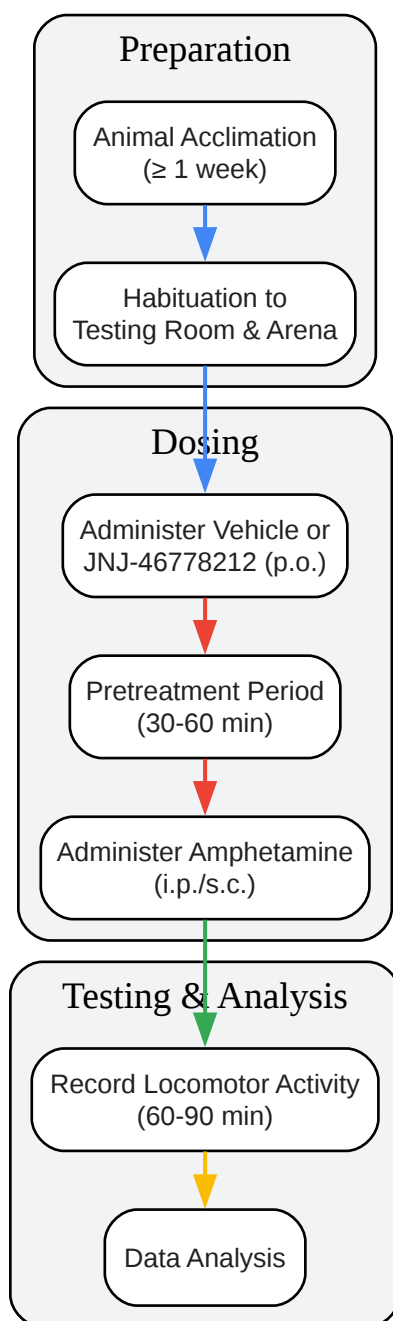 Preparation
Animal Acclimation
(≥ 1 week)
Habituation to
Testing Room & Arena
Dosing
Administer Vehicle or
JNJ-46778212 (p.o.)
Pretreatment Period
(30-60 min)
Administer Amphetamine
(i.p./s.c.)
Testing & Analysis
Record Locomotor Activity
(60-90 min)
Data Analysis